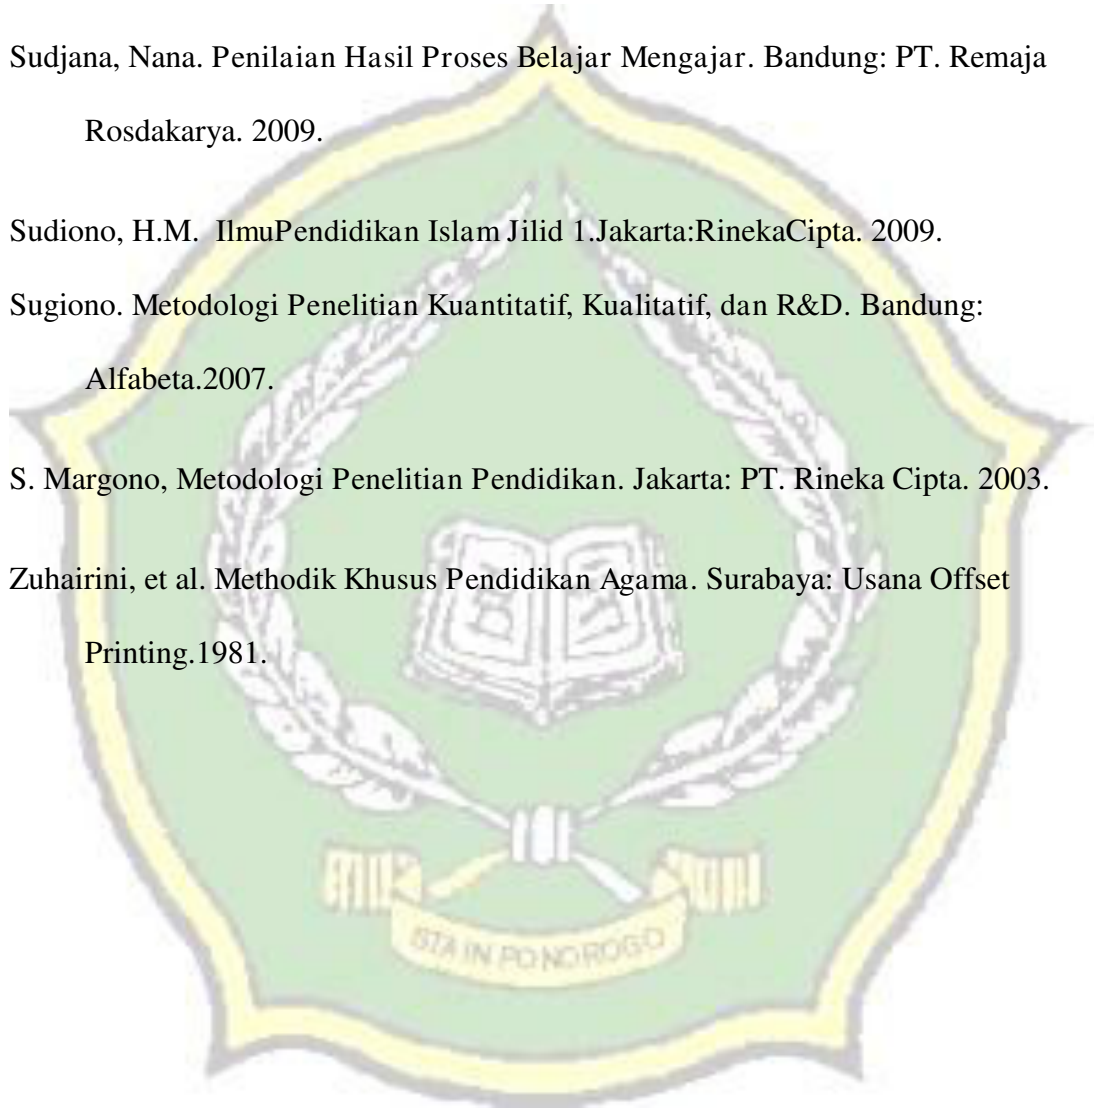 Sudjana, Nana. Penilaian Hasil Proses Belajar Mengajar. Bandung: PT. Remaja
Rosdakarya. 2009.
Sudiono, H.M.  IlmuPendidikan Islam Jilid 1.Jakarta:RinekaCipta. 2009.
Sugiono. Metodologi Penelitian Kuantitatif, Kualitatif, dan R&D. Bandung:
Alfabeta.2007.
S. Margono, Metodologi Penelitian Pendidikan. Jakarta: PT. Rineka Cipta. 2003.
Zuhairini, et al. Methodik Khusus Pendidikan Agama. Surabaya: Usana Offset
Printing.1981.
STAIN PONOROGO